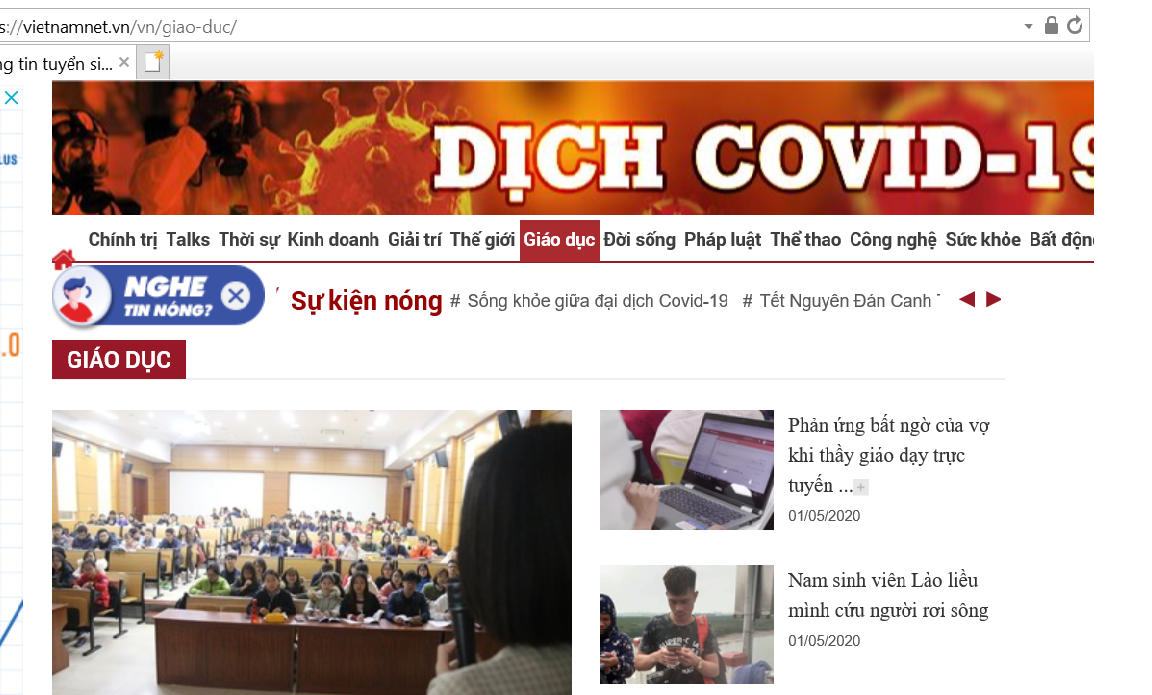 s://vietnamnet.vn/vn/giao-duc/
ng tin tuyển si...
LUS
DỊCH COVID-19
Chính trị Talks Thời sự Kinh doanh Giải trí Thế giới Giáo dục Đời sống Pháp luật Thể thao Công nghệ Sức khỏe Bất độn
NGHE
TIN NÓNG?
Sự kiện nóng # Sống khỏe giữa đại dịch Covid-19 # Tết Nguyên Đán Canh
.0
GIÁO DỤC
Phản ứng bất ngờ của vợ
khi thầy giáo dạy trực
tuyến ...
01/05/2020
Nam sinh viên Lào liều
mình cứu người rơi sông
01/05/2020